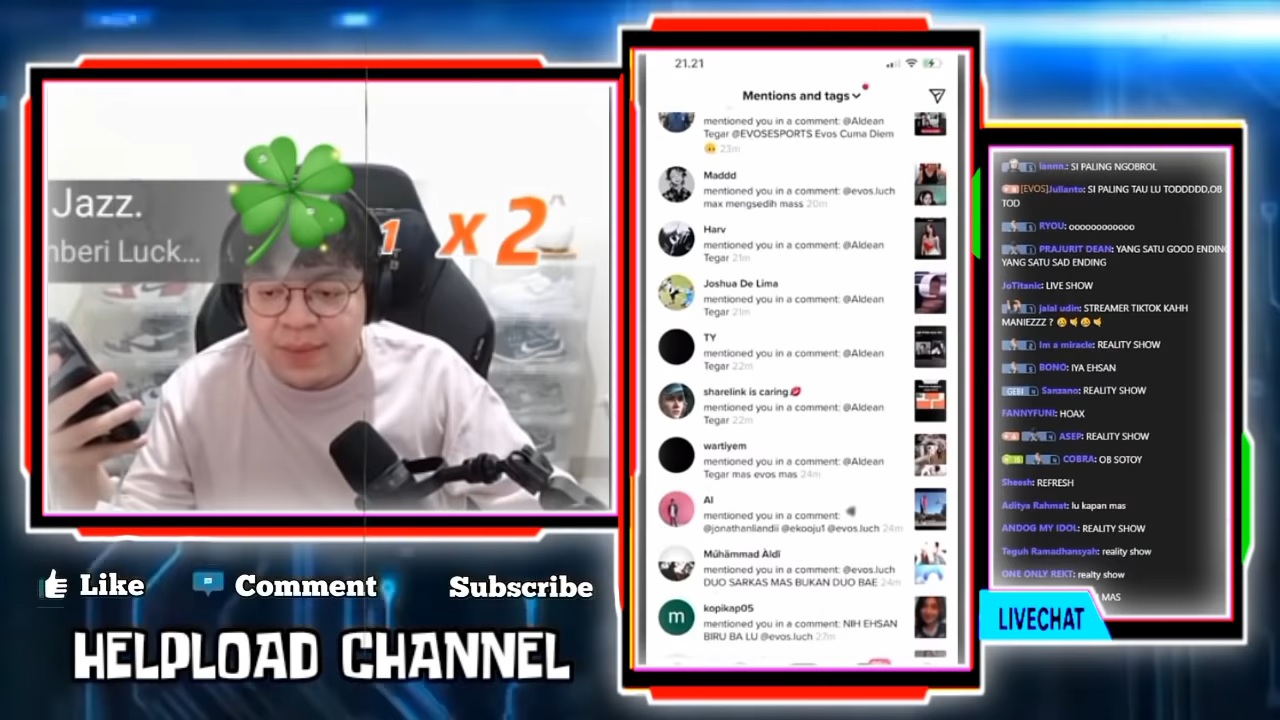 Jazz.
nberi Luck...
1 x 2
21.21
Mentions and tags
mentioned you in a comment: @Aldean
Tegar @EVOSESPORTS Evos Cuma Diem
23m
Maddd
mentioned you in a comment: @evos.luch
max mengsedih mass 20m
Harv
mentioned you in a comment: @Aldean
Tegar 21m
Joshua De Lima
mentioned you in a comment: @Aldean
Tegar 21m
TY
mentioned you in a comment: @Aldean
Tegar 22m
sharelink is caring💋
mentioned you in a comment: @Aldean
Tegar 22m
wartiyem
mentioned you in a comment: @Aldean
Tegar mas evos mas 24m
Al
mentioned you in a comment:
@jonathanliandii @ekooju1 @evos.luch 24m
Múhämmad Àldï
mentioned you in a comment: @evos.luch
DUO SARKAS MAS BUKAN DUO BAE 24m
m
kopikap05
mentioned you in a comment: NIH EHSAN
BIRU BA LU @evos.luch 27m
iannn.: SI PALING NGOBROL
[EVOS]Julianto: SI PALING TAU LU TODDDDD,OB
TOD
RYOU: oooooooooooo
PRAJURIT DEAN: YANG SATU GOOD ENDING
YANG SATU SAD ENDING
JoTitanic: LIVE SHOW
Jalal udin: STREAMER TIKTOK KAHH
MANIEZZZ ?
Im a miracle: REALITY SHOW
BONO: IYA EHSAN
GEBI Sanzano: REALITY SHOW
FANNYFUNI: HOAX
ASEP: REALITY SHOW
COBRA: OB SOTOY
Sheesh: REFRESH
Aditya Rahmat: lu kapan mas
ANDOG MY IDOL: REALITY SHOW
Teguh Ramadhansyah: reality show
ONE ONLY REKT: realty show
MAS
LIVECHAT
Like
Comment
Subscribe
HELPLOAD CHANNEL